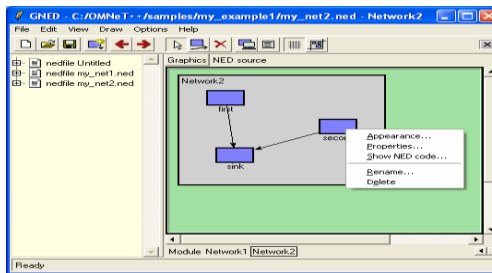 GNED - C:/OMNeT++/samples/my_example1/my_net2.ned - Network2
File Edit View Draw Options Help
Graphics NED source
nedfile Untitled
nedfile my_net1.ned
nedfile my_net2.ned
Network2
first
secon
sink
Appearance...
Properties...
Show NED code...
Rename...
Delete
Module Network1 Network2
Ready